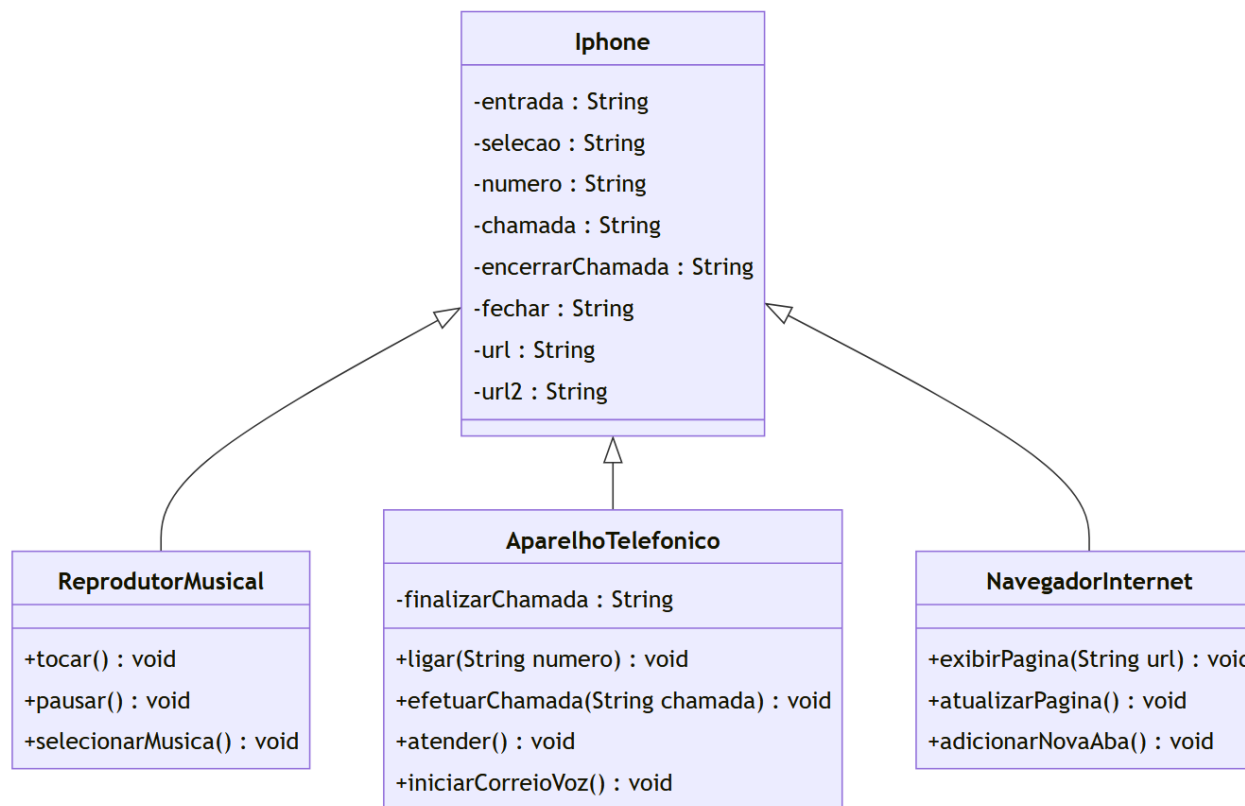 Iphone
-entrada : String
-selecao : String
-numero : String
-chamada : String
-encerrarChamada : String
-fechar : String
-url : String
-url2 : String
ReprodutorMusical
+tocar() : void
+pausar() : void
+selecionarMusica() : void
AparelhoTelefonico
-finalizarChamada : String
+ligar(String numero) : void
+efetuarChamada(String chamada) : void
+atender() : void
+iniciarCorreioVoz() : void
NavegadorInternet
+exibirPagina(String url) : void
+atualizarPagina() : void
+adicionarNovaAba() : void